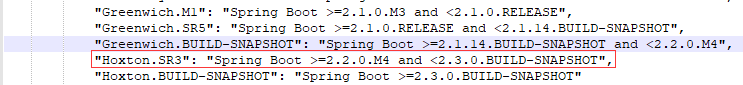 "Greenwich.M1": "Spring Boot >=2.1.0.M3 and <2.1.0.RELEASE",
"Greenwich.SR5": "Spring Boot >=2.1.0.RELEASE and <2.1.14.BUILD-SNAPSHOT",
"Greenwich.BUILD-SNAPSHOT": "Spring Boot >=2.1.14.BUILD-SNAPSHOT and <2.2.0.M4",
"Hoxton.SR3": "Spring Boot >=2.2.0.M4 and <2.3.0.BUILD-SNAPSHOT",
"Hoxton.BUILD-SNAPSHOT": "Spring Boot >=2.3.0.BUILD-SNAPSHOT"